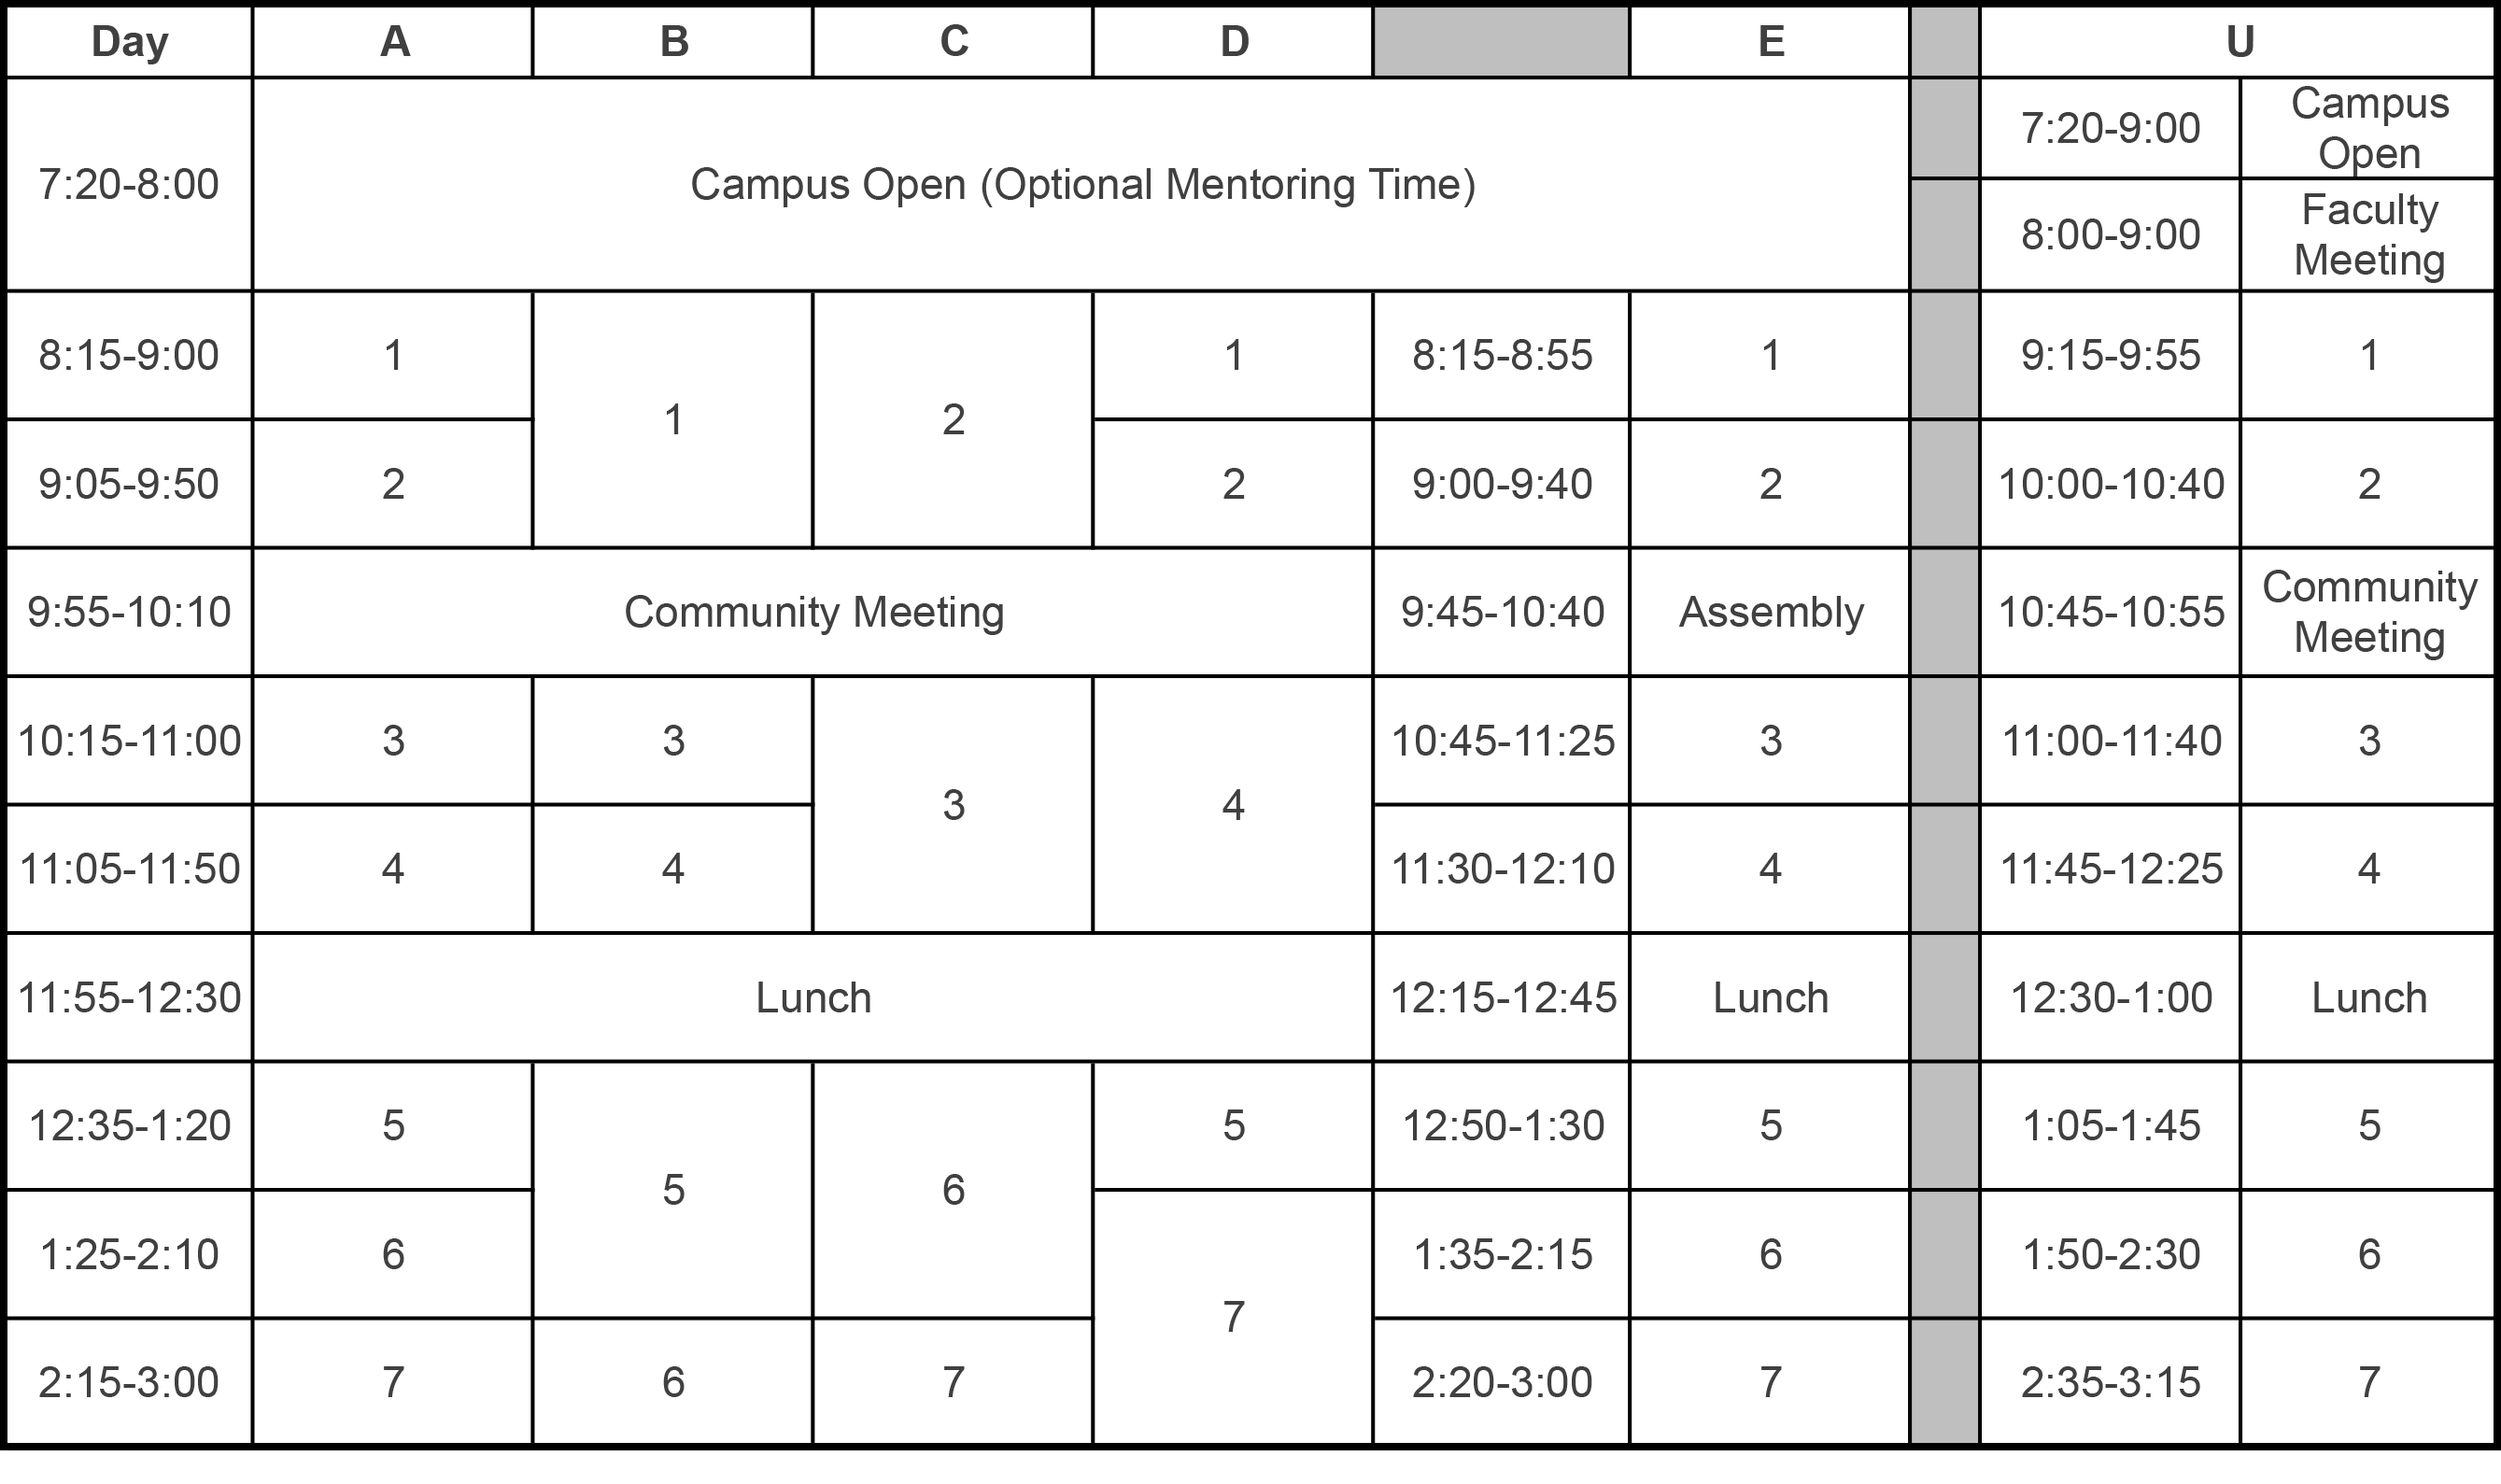 Day A B C D E U
7:20-8:00 Campus Open (Optional Mentoring Time) 7:20-9:00 Campus
Open
8:00-9:00 Faculty
Meeting
8:15-9:00 1 1 2 1 8:15-8:55 1 9:15-9:55 1
9:05-9:50 2 2 9:00-9:40 2 10:00-10:40 2
9:55-10:10 Community Meeting 9:45-10:40 Assembly 10:45-10:55 Community
Meeting
10:15-11:00 3 3 3 4 10:45-11:25 3 11:00-11:40 3
11:05-11:50 4 4 11:30-12:10 4 11:45-12:25 4
11:55-12:30 Lunch 12:15-12:45 Lunch 12:30-1:00 Lunch
12:35-1:20 5 5 6 5 12:50-1:30 5 1:05-1:45 5
1:25-2:10 6 7 1:35-2:15 6 1:50-2:30 6
2:15-3:00 7 6 7 2:20-3:00 7 2:35-3:15 7